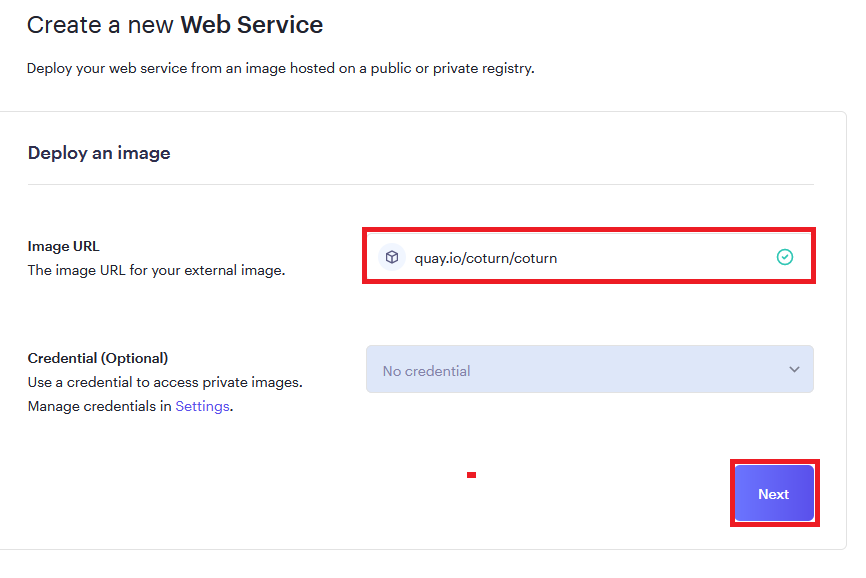 Create a new Web Service
Deploy your web service from an image hosted on a public or private registry.
Deploy an image
Image URL
The image URL for your external image.
quay.io/coturn/coturn
Credential (Optional)
Use a credential to access private images.
Manage credentials in Settings.
No credential
Next